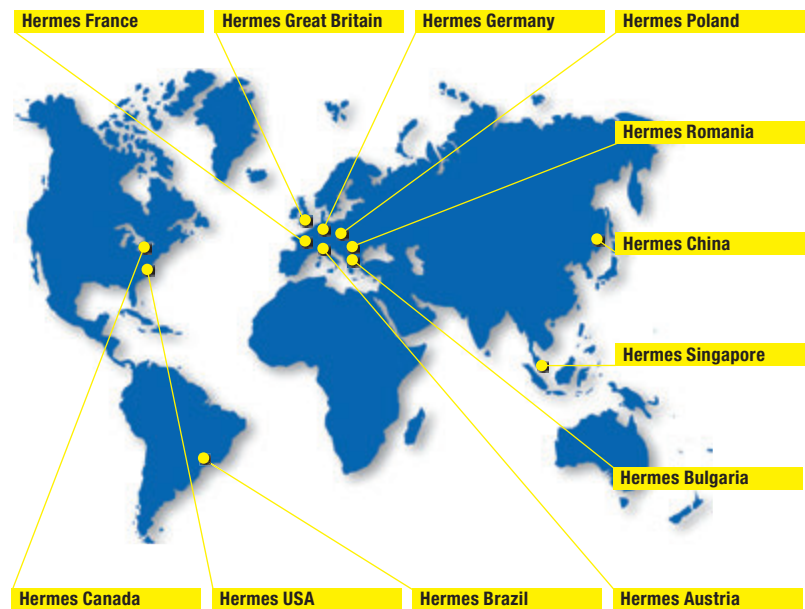 Hermes France
Hermes Great Britain
Hermes Germany
Hermes Poland
Hermes Romania
Hermes China
Hermes Singapore
Hermes Bulgaria
Hermes Canada
Hermes USA
Hermes Brazil
Hermes Austria